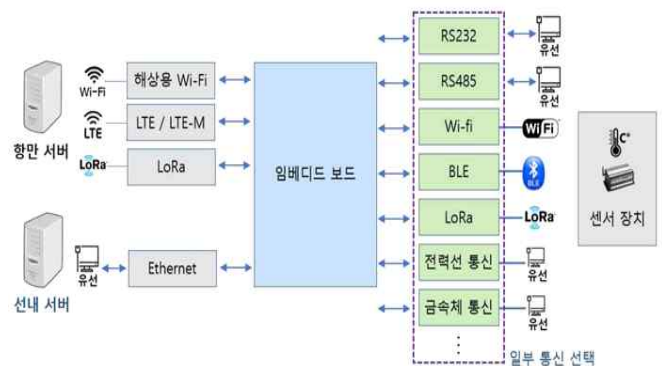 Wi-Fi
해상용 Wi-Fi
LTE
LTE / LTE-M
항만 서버
LoRa
LoRa
선내 서버
유선
Ethernet
임베디드 보드
RS232
유선
RS485
유선
Wi-fi
WiFi
BLE
BLE
LoRa
LoRa
전력선 통신
유선
금속체 통신
유선
일부 통신 선택
C°
센서 장치